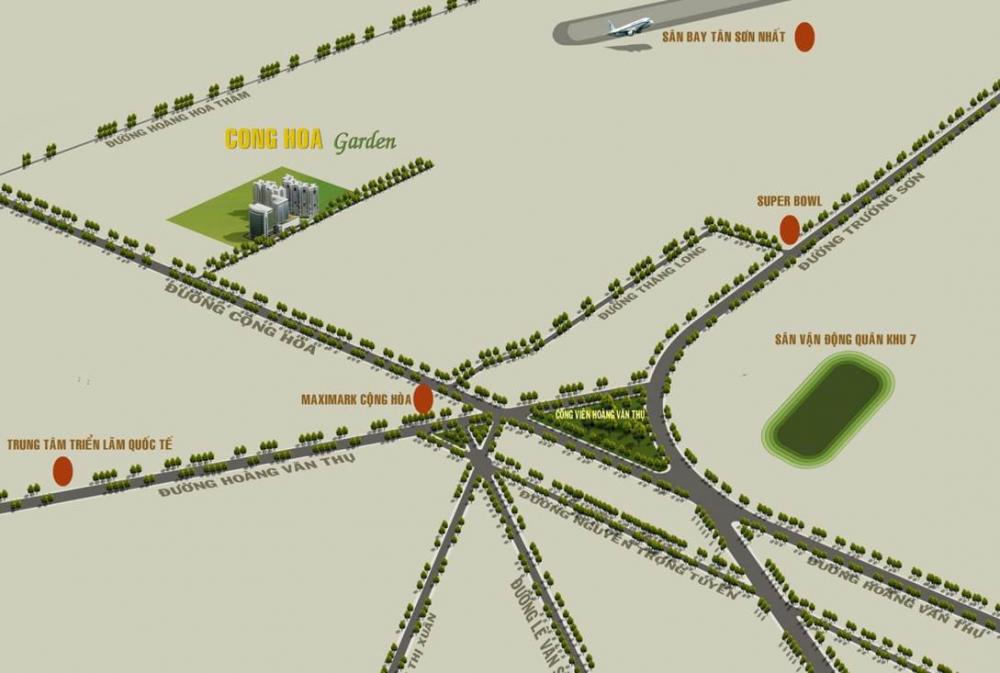 SÂN BAY TÂN SƠN NHẤT
ĐƯỜNG HOÀNG HOA THÁM
CONG HOA Garden
SUPER BOWL
ĐƯỜNG TRƯỜNG SƠN
ĐƯỜNG THĂNG LONG
ĐƯỜNG CỘNG HÒA
SÂN VẬN ĐỘNG QUÂN KHU 7
MAXIMARK CỘNG HÒA
CÔNG VIÊN HOÀNG VĂN THỤ
TRUNG TÂM TRIỂN LÃM QUỐC TẾ
ĐƯỜNG HOÀNG VĂN THỤ
ĐƯỜNG NGUYỄN TRỌNG TUYỂN
ĐƯỜNG HOÀNG VĂN THỤ
THỊ XUÂN
ĐƯỜNG LÊ VĂN S